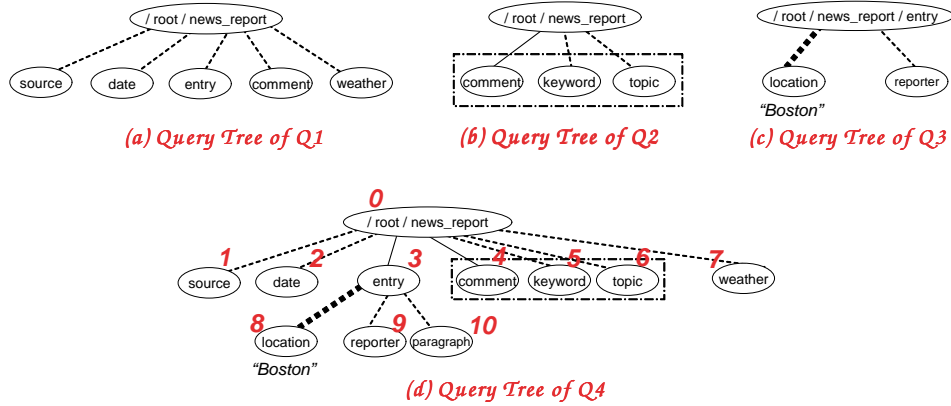 / root / news_report
source
date
entry
comment
weather
(a) Query Tree of Q1
/ root / news_report
comment
keyword
topic
(b) Query Tree of Q2
/ root / news_report / entry
location
reporter
"Boston"
(c) Query Tree of Q3
0
/ root / news_report
1
2
3
4
5
6
7
source
date
entry
comment
keyword
topic
weather
8
9
10
location
reporter
paragraph
"Boston"
(d) Query Tree of Q4